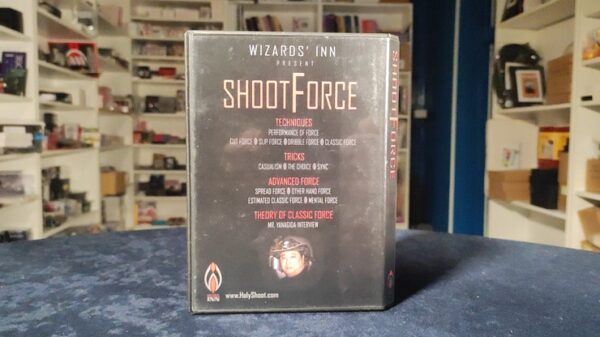 WIZARDS' INN
PRESENT
SHOOTFORCE
TECHNIQUES
PERFORMANCE OF FORCE
CUT FORCE ◆ SLIP FORCE ◆ DRIBBLE FORCE ◆ CLASSIC FORCE
TRICKS
CASUALISM ◆ THE CHOICE ◆ SYNC
ADVANCED FORCE
SPREAD FORCE ◆ OTHER HAND FORCE
ESTIMATED CLASSIC FORCE ◆ MENTAL FORCE
THEORY OF CLASSIC FORCE
MR. YANAGIDA INTERVIEW
INN
www.HolyShoot.com
SHOOTFORCE